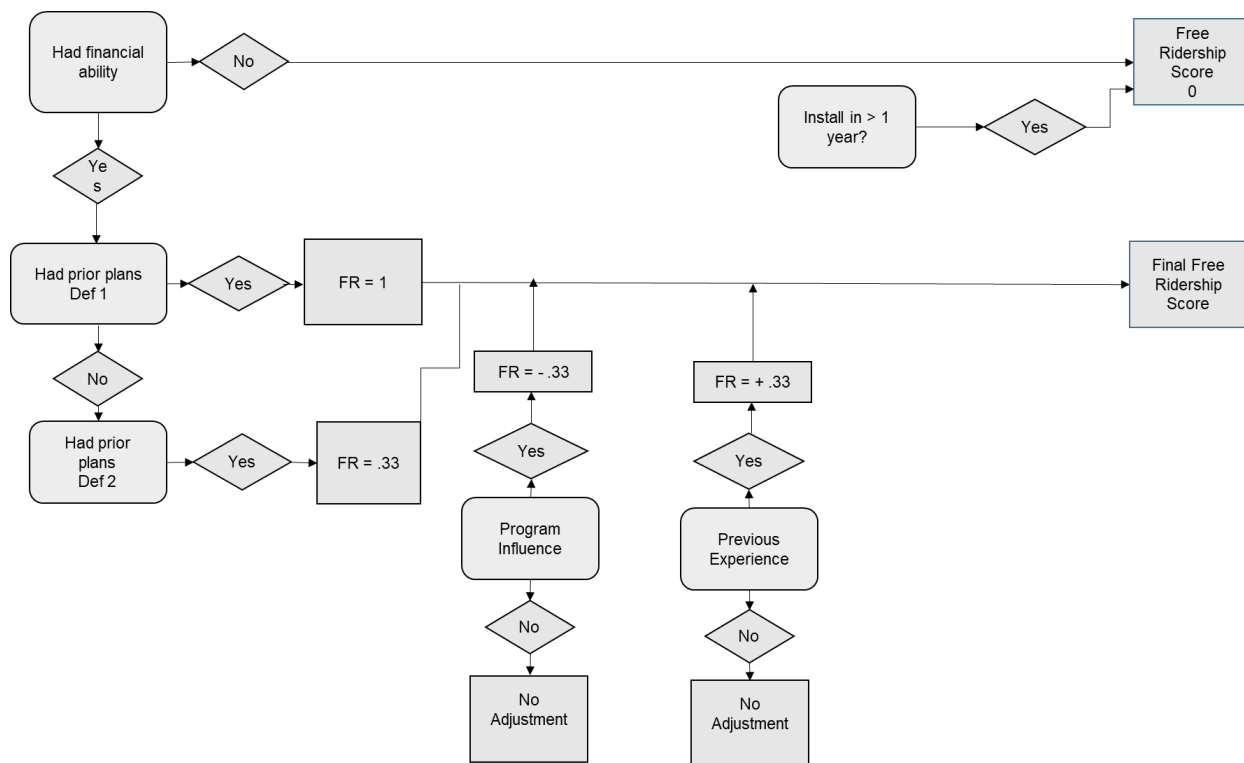 Had financial
ability
No
Free
Ridership
Score
0
Install in > 1
year?
Yes
Ye
s
Had prior plans
Def 1
Yes
FR = 1
Final Free
Ridership
Score
No
FR = - .33
FR = + .33
Had prior
plans
Def 2
Yes
FR = .33
Yes
Yes
Program
Influence
Previous
Experience
No
No
No
Adjustment
No
Adjustment